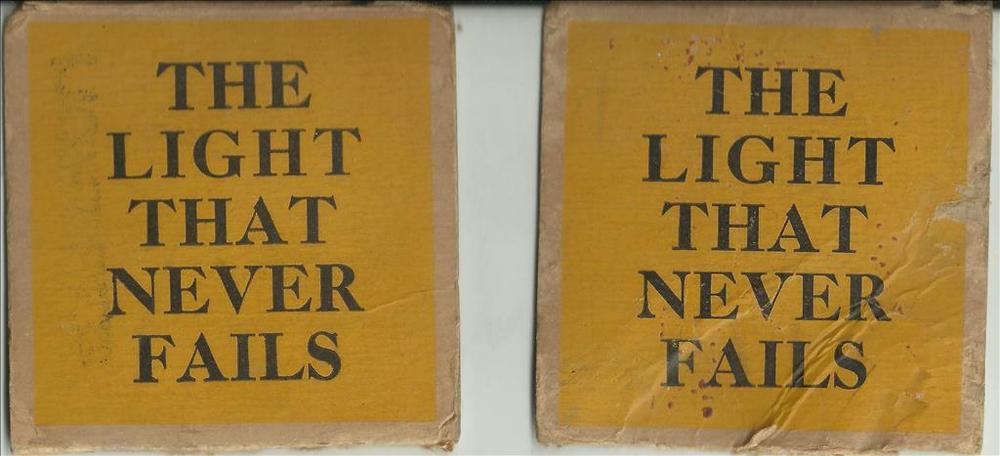 THE
LIGHT
THAT
NEVER
FAILS
THE
LIGHT
THAT
NEVER
FAILS